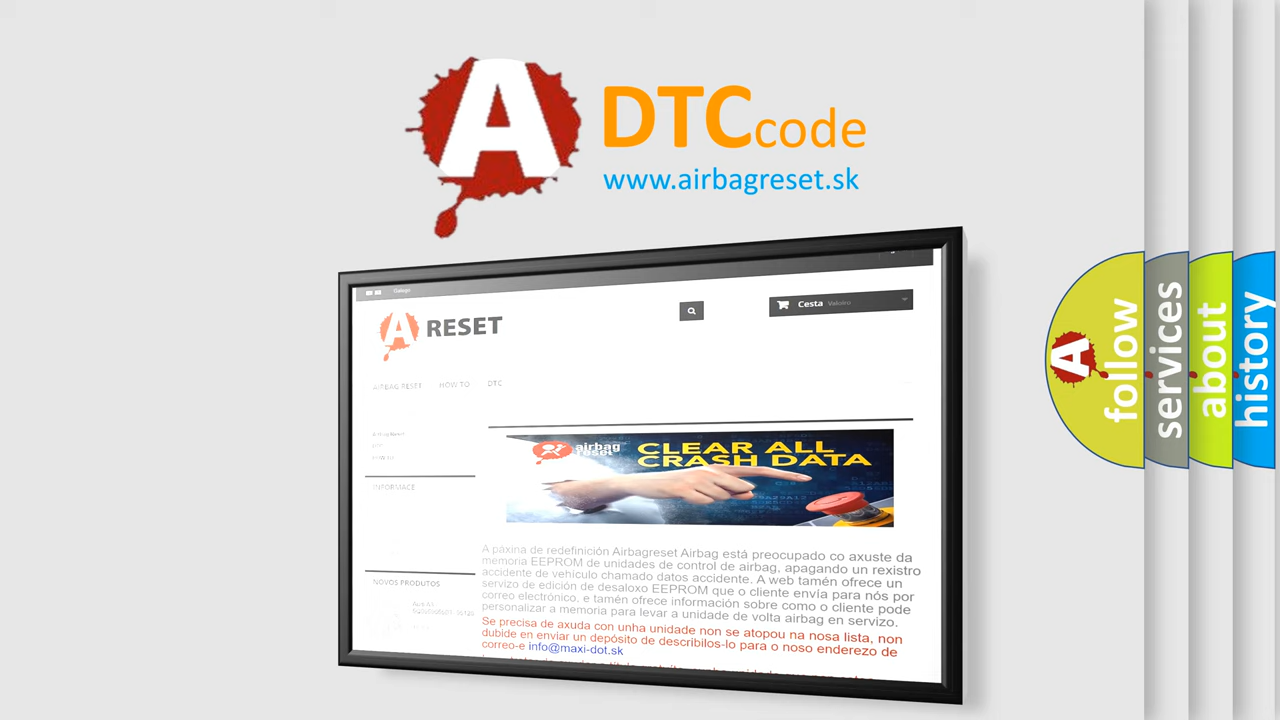 A
DTC code
www.airbagreset.sk
Galego
A RESET
Cesta Valeiro
AIRBAG RESET HOW TO DTC
HOW TO
INFORMACE
airbag
reset
CLEAR ALL
CRASH DATA
A páxina de redefinición Airbagreset Airbag está preocupado co axuste da
memoria EEPROM de unidades de control de airbag, apagando un rexistro
accidente de vehículo chamado datos accidente. A web tamén ofrece un
servizo de edición de desaloxo EEPROM que o cliente envía para nós por
correo electrónico, e tamén ofrece información sobre como o cliente pode
personalizar a memoria para levar a unidade de volta airbag en servizo.
Se precisa de axuda con unha unidade non se atopou na nosa lista, non
dubide en enviar un depósito de describilos-lo para o noso enderezo de
correo-e info@maxi-dot.sk
NOVOS PRODUTOS
A
follow
services
about
history